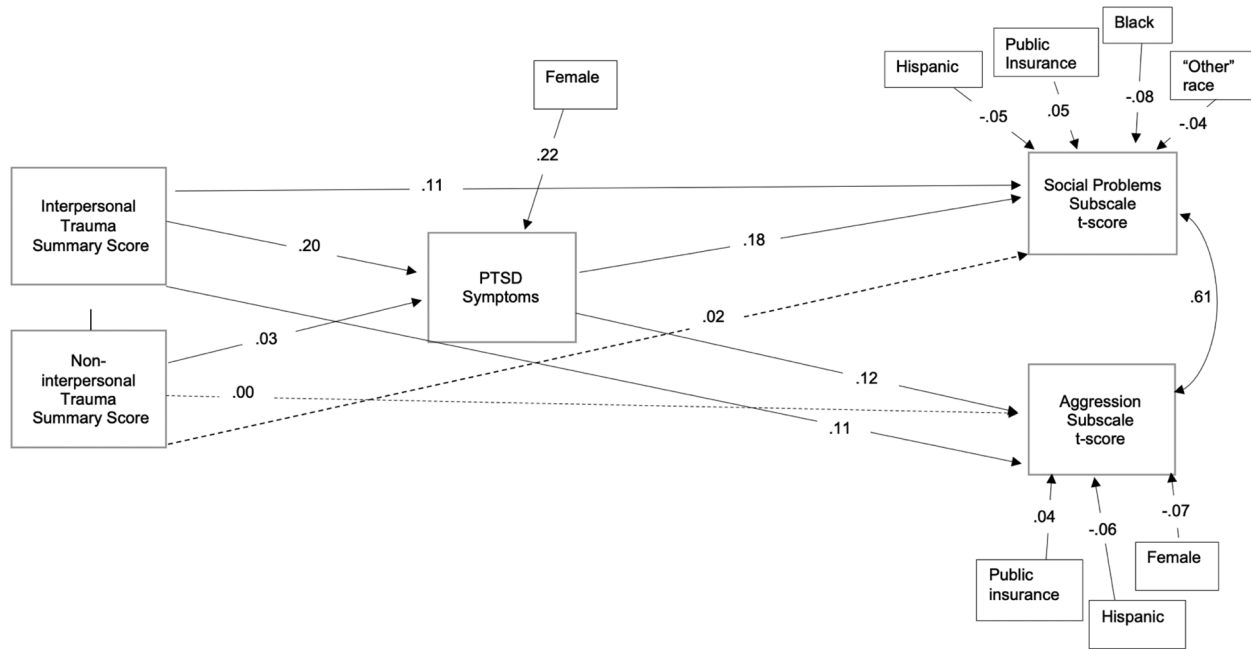 Black
Public
Insurance
Hispanic
“Other”
race
Female
-.05
.05
-.08
-.04
.22
Interpersonal
Trauma
Summary Score
.11
Social Problems
Subscale
t-score
.20
.18
PTSD
Symptoms
.61
.02
.03
Non-
interpersonal
Trauma
Summary Score
.00
.12
.11
Aggression
Subscale
t-score
.04
-.06
-.07
Public
insurance
Hispanic
Female